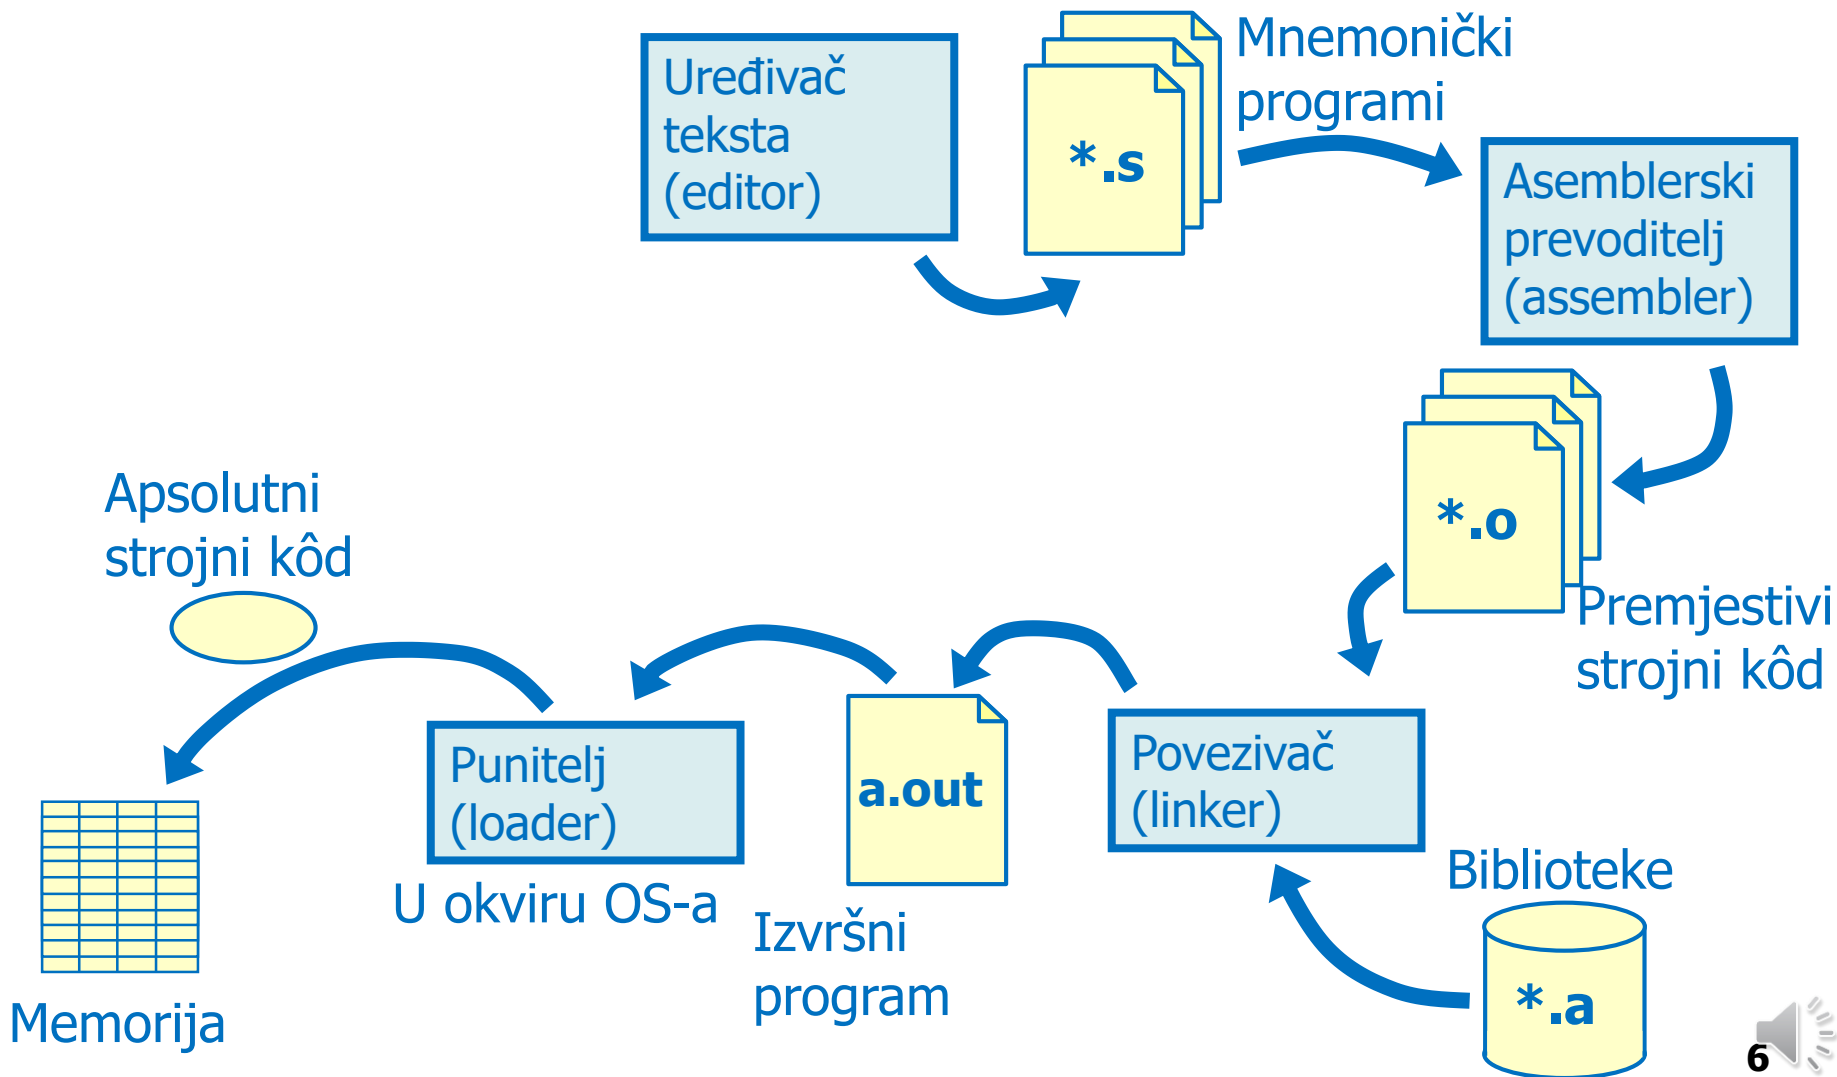 Uređivač
teksta
(editor)
*.s
Mnemonički
programi
Asemblerski
prevoditelj
(assembler)
*.o
Premjestivi
strojni kôd
Povezivač
(linker)
Biblioteke
*.a
a.out
Izvršni
program
Punitelj
(loader)
U okviru OS-a
Apsolutni
strojni kôd
Memorija
6